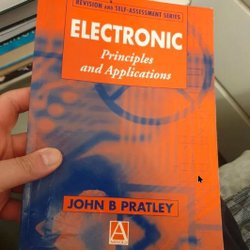 REVISION AND SELF-ASSESSMENT SERIES
ELECTRONIC
Principles
and Applications
JOHN B PRATLEY
A